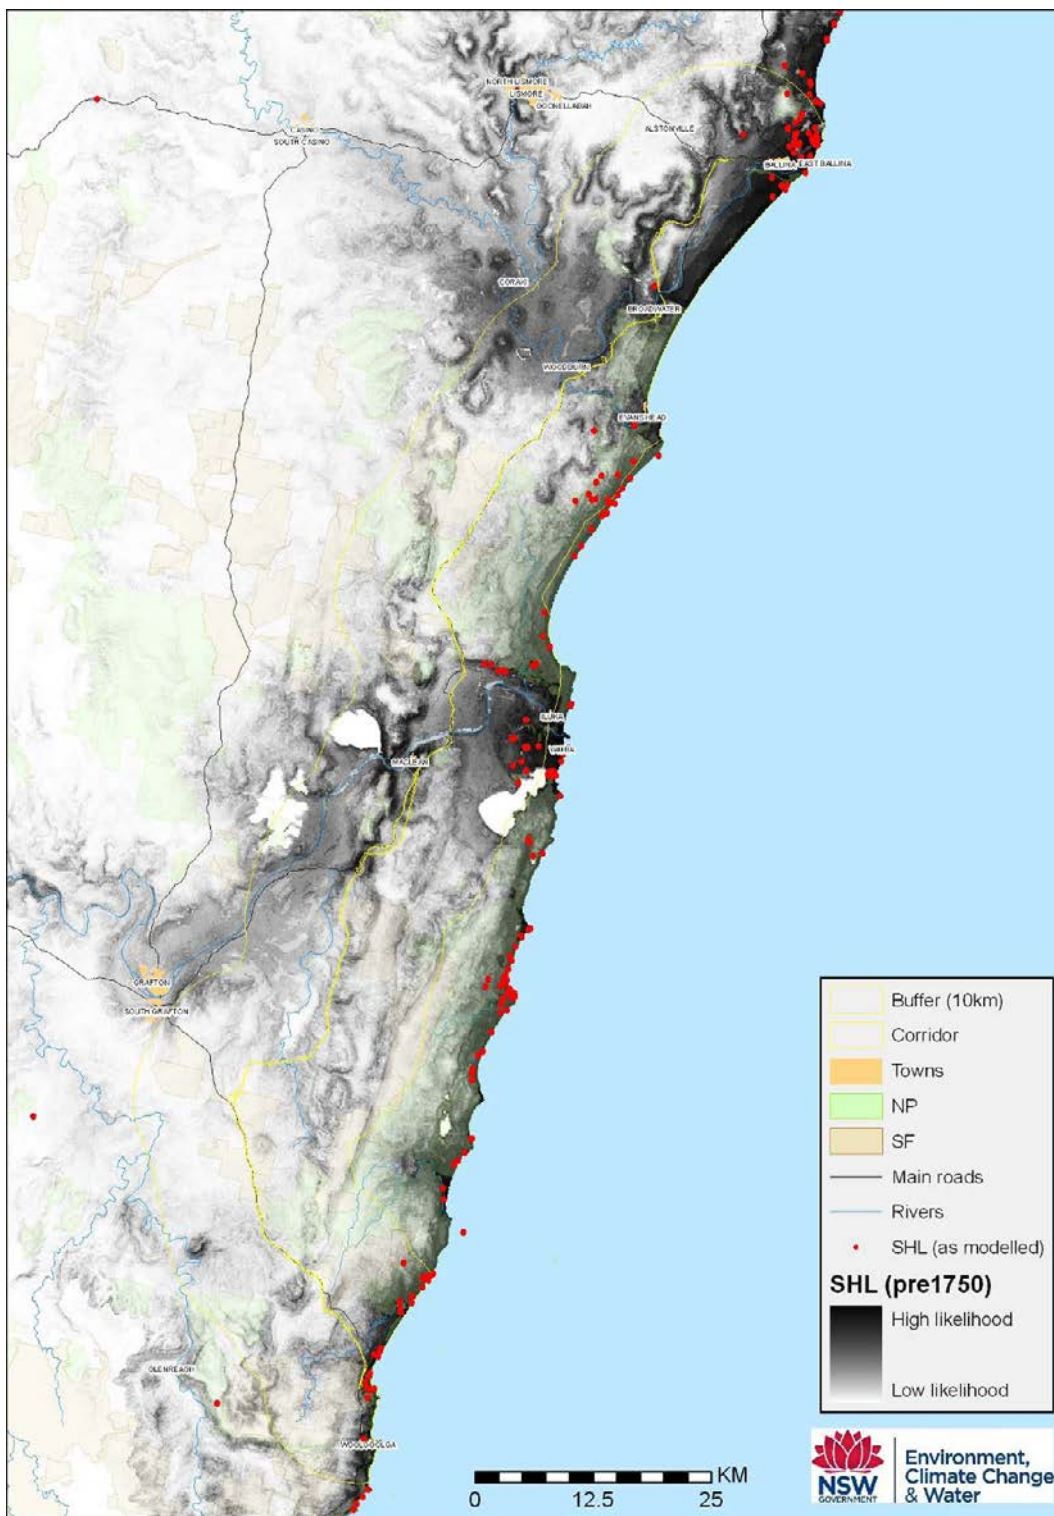 NORTH LISMORE
LISMORE
GOONELLABAH
ALSTONVILLE
CASINO
SOUTH CASINO
BALLINA
EAST BALLINA
CORAKI
BROADWATER
WOODBURN
EVANS HEAD
ILUKA
YAMBA
MACLEAN
GRAFTON
SOUTH GRAFTON
GLENREAGH
WOOLGOOLGA
Buffer (10km)
Corridor
Towns
NP
SF
Main roads
Rivers
SHL (as modelled)
SHL (pre1750)
High likelihood
Low likelihood
KM
0 12.5 25
NSW
GOVERNMENT
Environment,
Climate Change
& Water